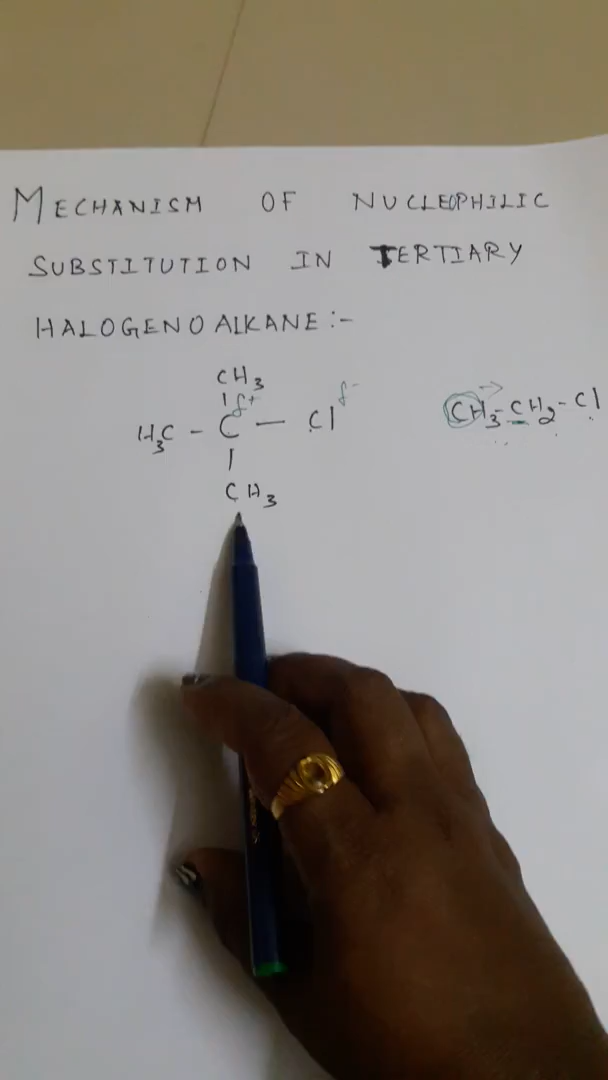 MECHANISM OF NUCLEOPHILIC
SUBSTITUTION IN TERTIARY
HALOGENOALKANE:-
CH3
δ+ δ-
H3C - C - Cl
CH3
CH3-CH2-Cl